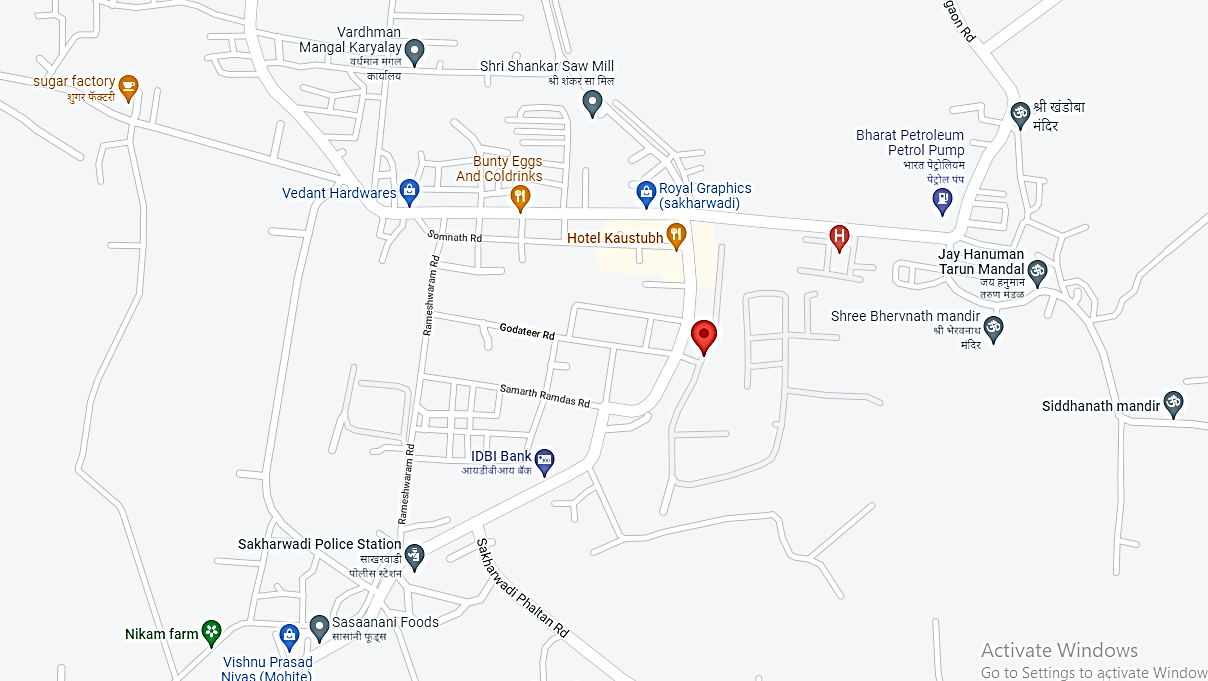 gaon Rd
Vardhman
Mangal Karyalay
वर्धमान मंगल
कार्यालय
Shri Shankar Saw Mill
श्री शंकर सा मिल
sugar factory
शुगर फॅक्टरी
श्री खंडोबा
मंदिर
Bharat Petroleum
Petrol Pump
भारत पेट्रोलियम
पेट्रोल पंप
Bunty Eggs
And Coldrinks
Vedant Hardwares
Royal Graphics
(sakharwadi)
Somnath Rd
Hotel Kaustubh
H
Jay Hanuman
Tarun Mandal
जय हनुमान
तरुण मंडळ
Rameshwaram Rd
Shree Bhervnath mandir
श्री भेरवनाथ
मंदिर
Godateer Rd
Samarth Ramdas Rd
Siddhanath mandir
IDBI Bank
आयडीबीआय बँक
Rameshwaram Rd
Sakharwadi Police Station
साखरवाडी
पोलीस स्टेशन
Sakharwadi Phaltan Rd
Nikam farm
Sasaanani Foods
सासांनी फूड्स
Vishnu Prasad
Nivas (Mohite)
Activate Windows
Go to Settings to activate Window